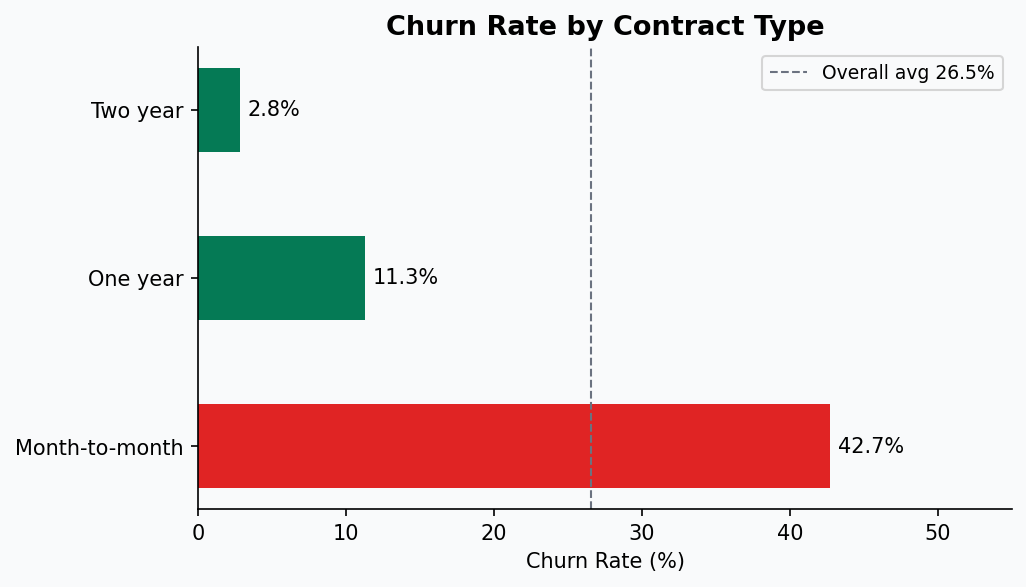 Churn Rate by Contract Type
Overall avg 26.5%
Two year
2.8%
One year
11.3%
Month-to-month
42.7%
0 10 20 30 40 50
Churn Rate (%)